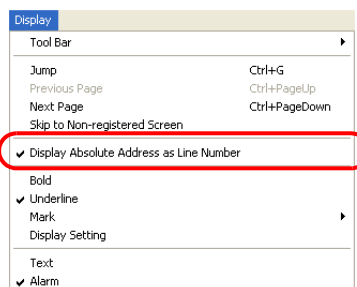 Display
Tool Bar
Jump Ctrl+G
Previous Page Ctrl+PageUp
Next Page Ctrl+PageDown
Skip to Non-registered Screen
Display Absolute Address as Line Number
Bold
Underline
Mark
Display Setting
Text
Alarm